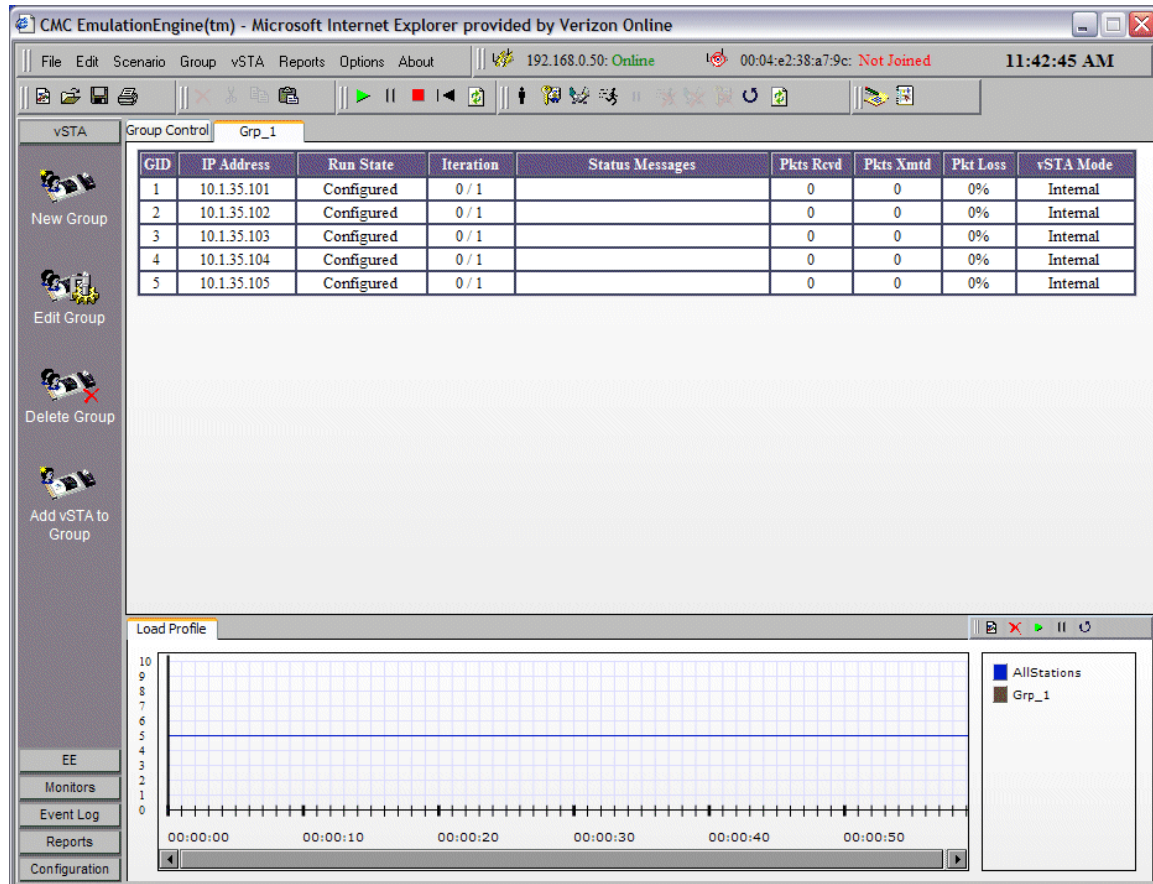 CMC EmulationEngine(tm) - Microsoft Internet Explorer provided by Verizon Online
File Edit Scenario Group vSTA Reports Options About 192.168.0.50: Online 00:04:e2:38:a7:9c: Not Joined 11:42:45 AM
vSTA
Group Control Grp_1
GID IP Address Run State Iteration Status Messages Pkts Rcvd Pkts Xmtd Pkt Loss vSTA Mode
1 10.1.35.101 Configured 0 / 1 0 0 0% Internal
2 10.1.35.102 Configured 0 / 1 0 0 0% Internal
3 10.1.35.103 Configured 0 / 1 0 0 0% Internal
4 10.1.35.104 Configured 0 / 1 0 0 0% Internal
5 10.1.35.105 Configured 0 / 1 0 0 0% Internal
New Group
Edit Group
Delete Group
Add vSTA to
Group
EE
Monitors
Event Log
Reports
Configuration
Load Profile
10
9
8
7
6
5
4
3
2
1
0
00:00:00 00:00:10 00:00:20 00:00:30 00:00:40 00:00:50
AllStations
Grp_1